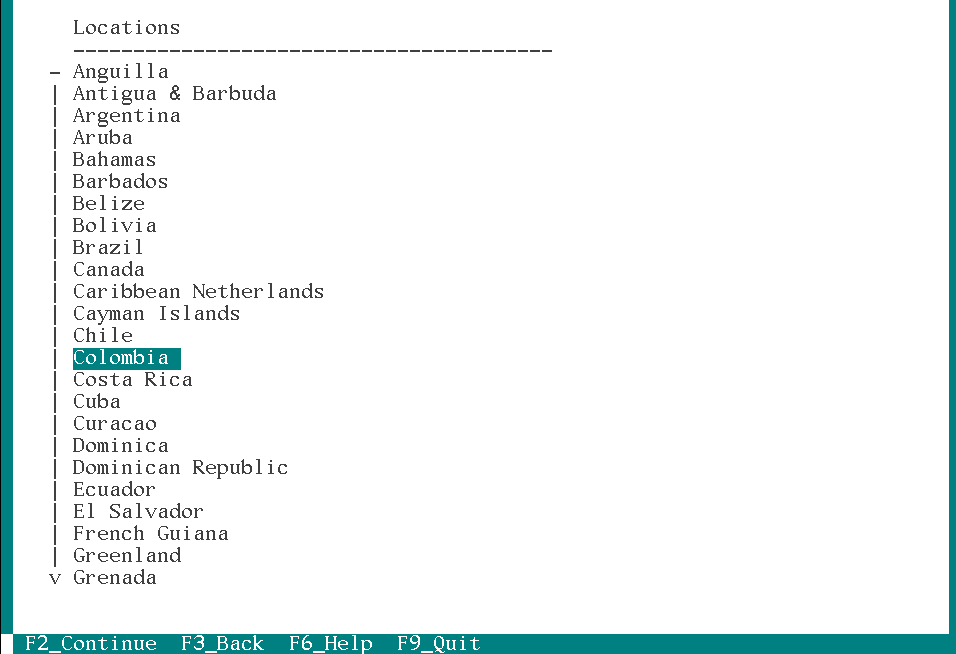 Locations
----------------------------------------
- Anguilla
| Antigua & Barbuda
| Argentina
| Aruba
| Bahamas
| Barbados
| Belize
| Bolivia
| Brazil
| Canada
| Caribbean Netherlands
| Cayman Islands
| Chile
| Colombia
| Costa Rica
| Cuba
| Curacao
| Dominica
| Dominican Republic
| Ecuador
| El Salvador
| French Guiana
| Greenland
v Grenada
F2_Continue F3_Back F6_Help F9_Quit